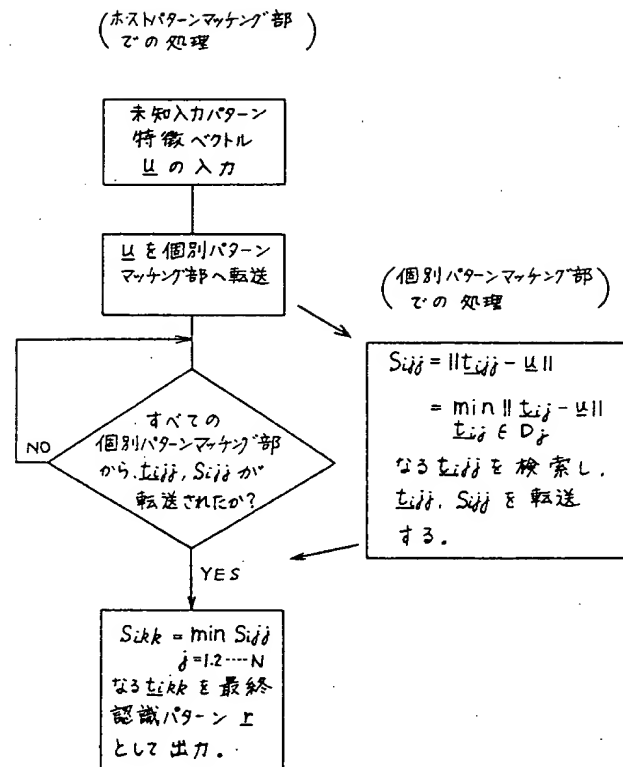 (ホストパターンマッチング部
での処理)
未知入力パターン
特徴ベクトル
u の入力
u を個別パターン
マッチング部へ転送
(個別パターンマッチング部
での処理)
Sijj = ||tijj - u||
= min || tij - u||
tij ∈ Dj
なる tijj を検索し,
tijj, Sijj を転送
する.
すべての
個別パターンマッチング部
から, tijj, Sijj が
転送されたか?
NO
YES
Sikk = min Sijj
j=1.2----N
なる tikk を最終
認識パターン r
として出力.